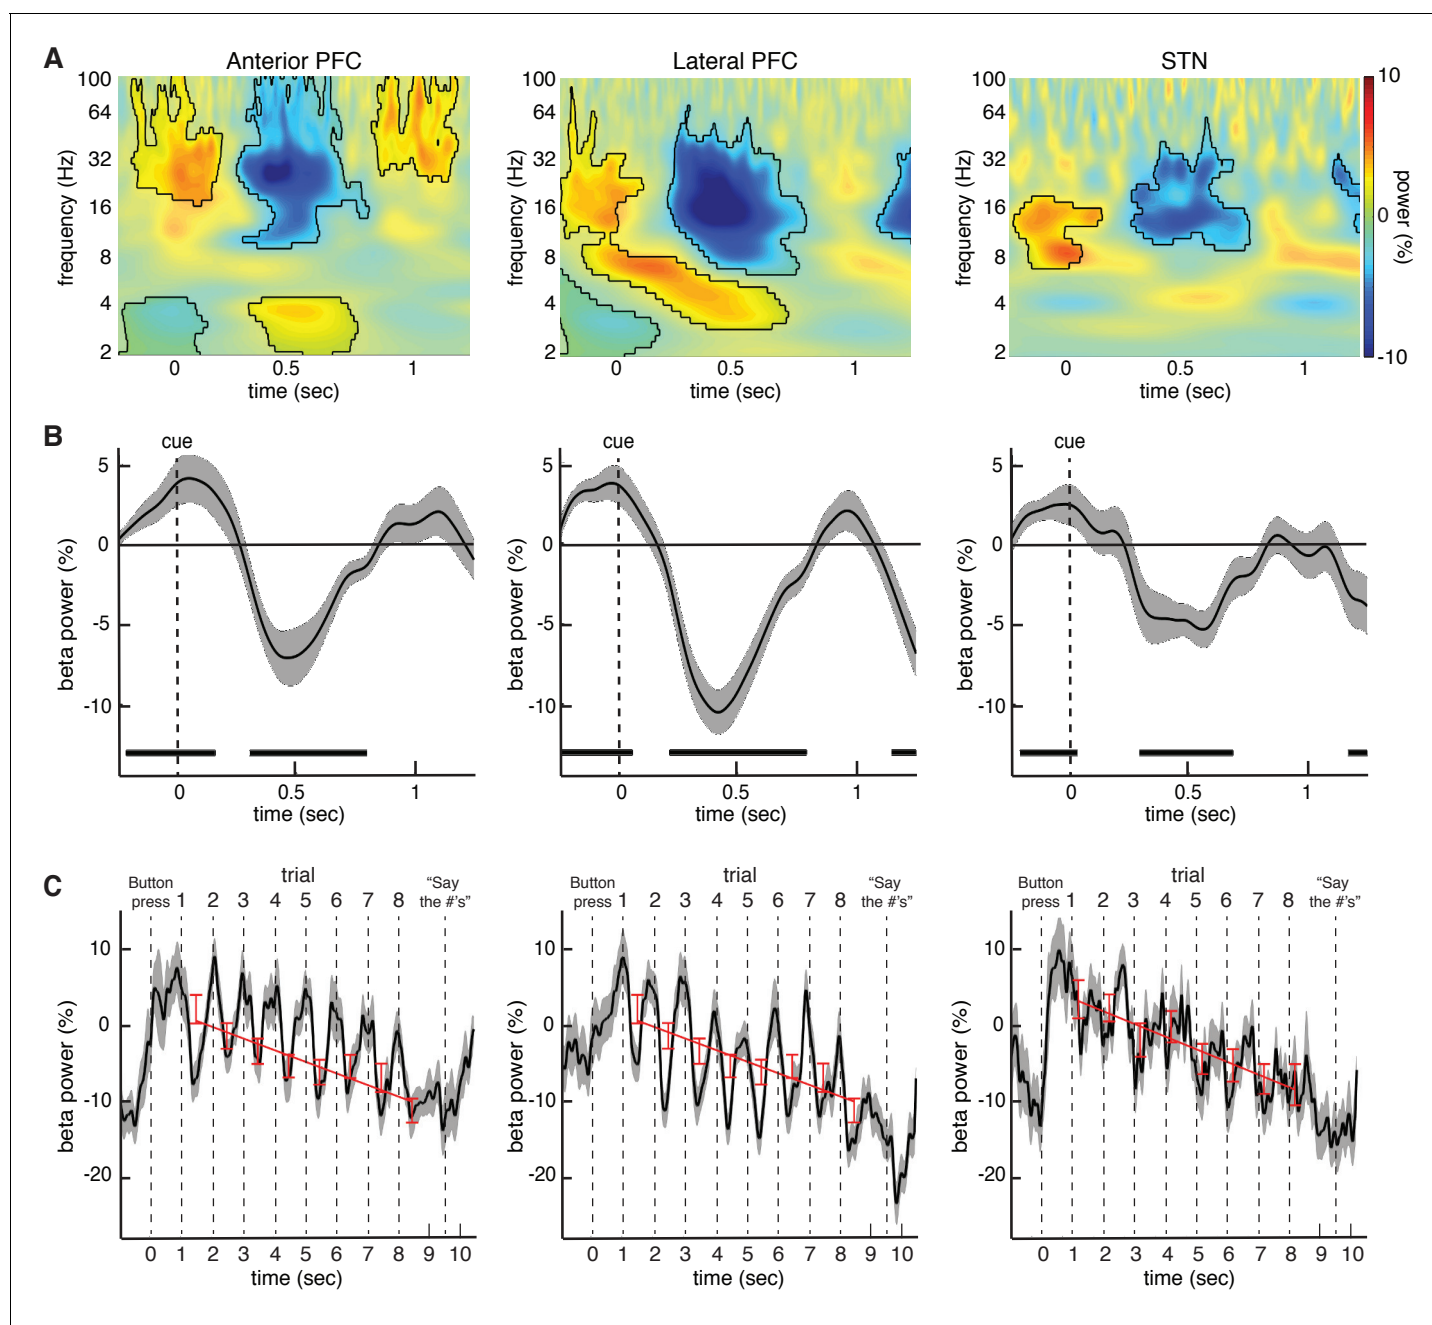 A
Anterior PFC
Lateral PFC
STN
100
64
32
16
8
4
2
frequency (Hz)
0
0.5
1
time (sec)
100
64
32
16
8
4
2
frequency (Hz)
0
0.5
1
time (sec)
100
64
32
16
8
4
2
frequency (Hz)
0
0.5
1
time (sec)
10
0
-10
power (%)
B
cue
5
0
-5
-10
beta power (%)
0
0.5
1
time (sec)
cue
5
0
-5
-10
beta power (%)
0
0.5
1
time (sec)
cue
5
0
-5
-10
beta power (%)
0
0.5
1
time (sec)
C
trial
Button
press
1 2 3 4 5 6 7 8
“Say
the #’s”
10
0
-10
-20
beta power (%)
0 1 2 3 4 5 6 7 8 9 10
time (sec)
trial
Button
press
1 2 3 4 5 6 7 8
“Say
the #’s”
10
0
-10
-20
beta power (%)
0 1 2 3 4 5 6 7 8 9 10
time (sec)
trial
Button
press
1 2 3 4 5 6 7 8
“Say
the #’s”
10
0
-10
-20
beta power (%)
0 1 2 3 4 5 6 7 8 9 10
time (sec)